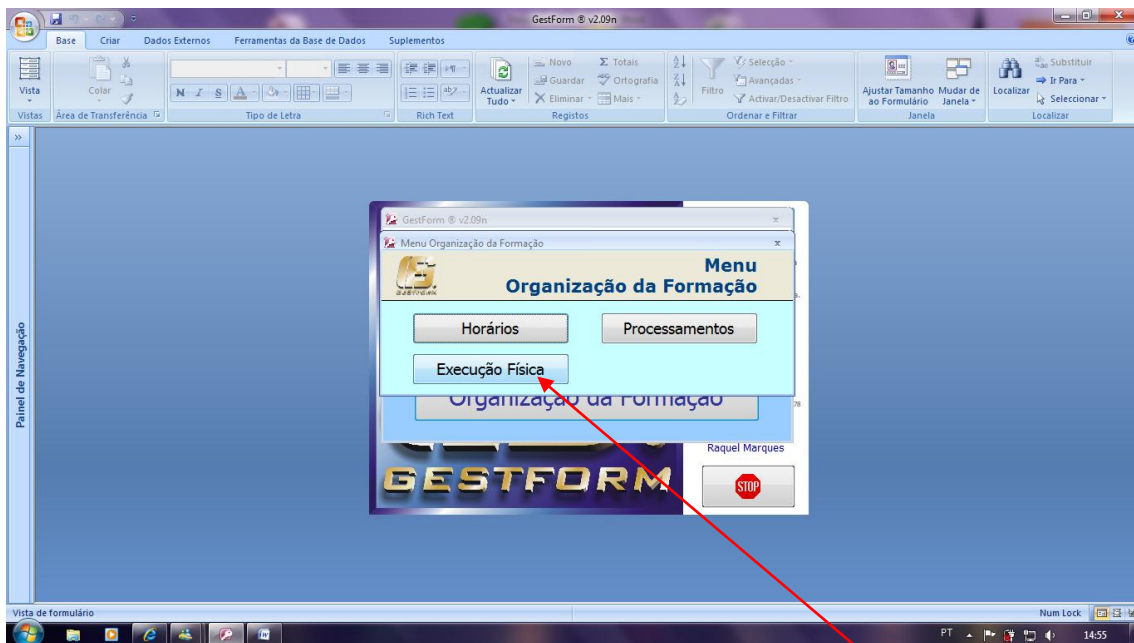 GestForm ® v2.09n
Base Criar Dados Externos Ferramentas da Base de Dados Suplementos
Vista
Colar
N I S A
Actualizar Tudo
Novo
Guardar
Eliminar
Totais
Ortografia
Mais
Filtro
Selecção
Avançadas
Activar/Desactivar Filtro
Ajustar Tamanho ao Formulário
Mudar de Janela
Localizar
Substituir
Ir Para
Seleccionar
Vistas Área de Transferência Tipo de Letra Rich Text Registos Ordenar e Filtrar Janela Localizar
Painel de Navegação
GestForm ® v2.09n
Menu Organização da Formação
GESTFORM
Menu
Organização da Formação
Horários Processamentos
Execução Física
Organização da Formação
Raquel Marques
GESTFORM
STOP
Vista de formulário Num Lock
PT 14:55